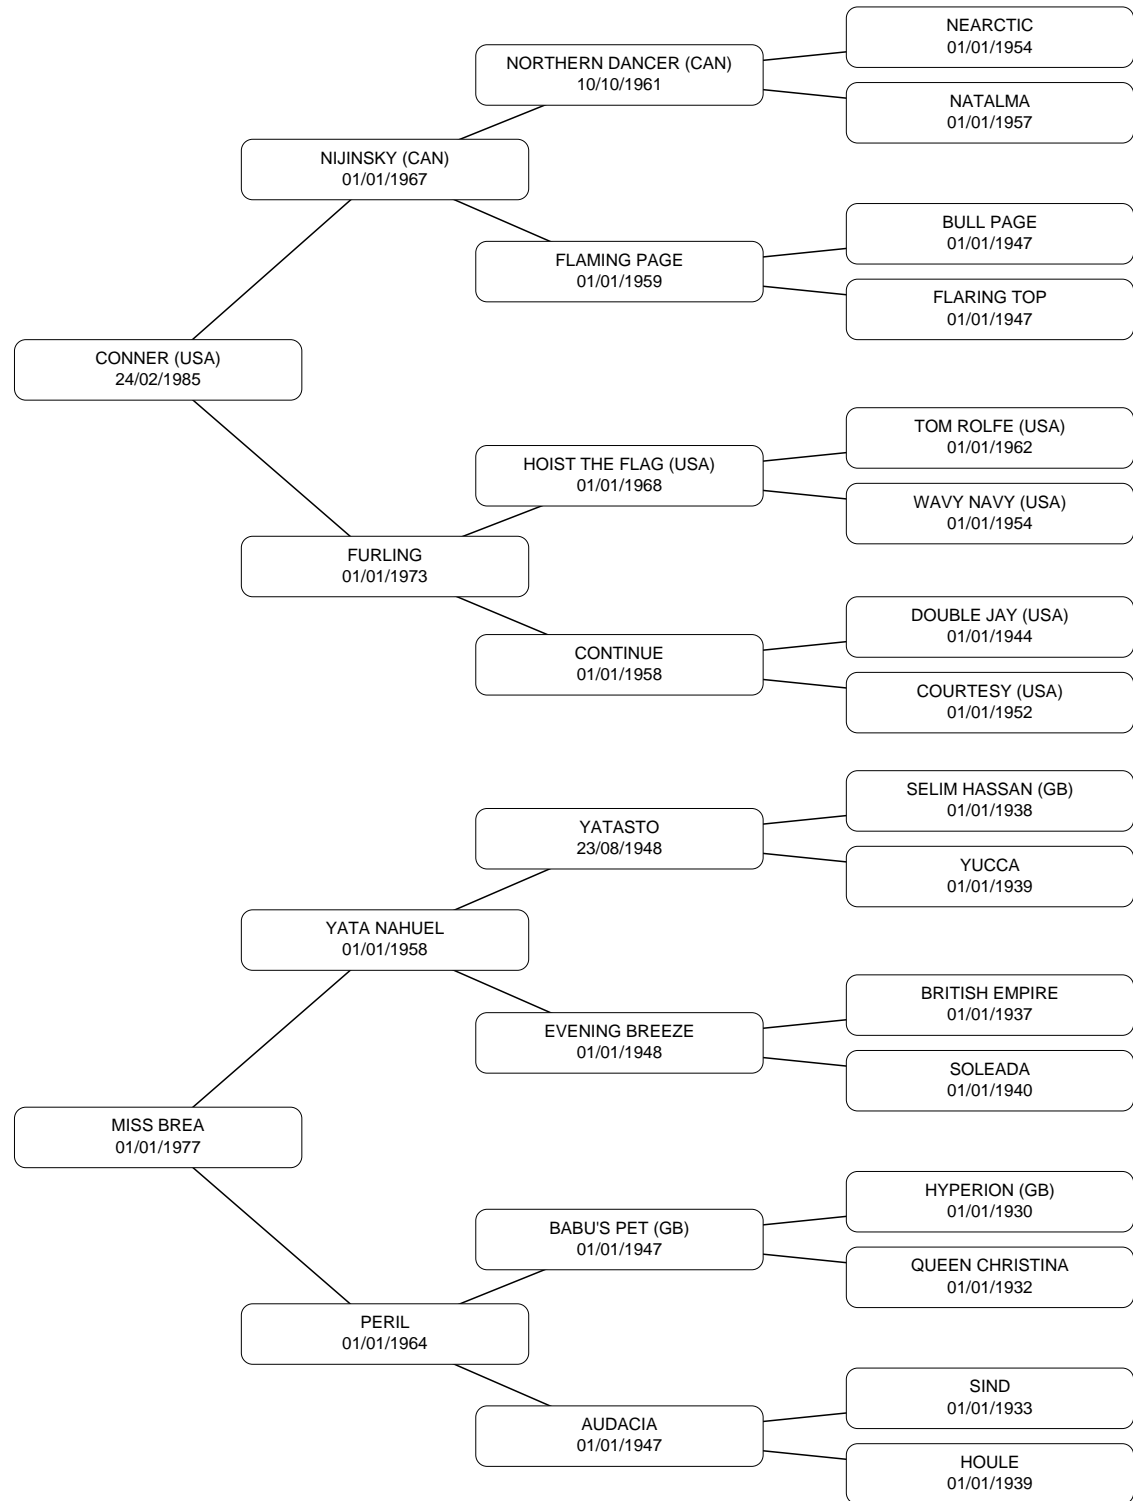 NEARCTIC
01/01/1954
NORTHERN DANCER (CAN)
10/10/1961
NATALMA
01/01/1957
NIJINSKY (CAN)
01/01/1967
BULL PAGE
01/01/1947
FLAMING PAGE
01/01/1959
FLARING TOP
01/01/1947
CONNER (USA)
24/02/1985
TOM ROLFE (USA)
01/01/1962
HOIST THE FLAG (USA)
01/01/1968
WAVY NAVY (USA)
01/01/1954
FURLING
01/01/1973
DOUBLE JAY (USA)
01/01/1944
CONTINUE
01/01/1958
COURTESY (USA)
01/01/1952
SELIM HASSAN (GB)
01/01/1938
YATASTO
23/08/1948
YUCCA
01/01/1939
YATA NAHUEL
01/01/1958
BRITISH EMPIRE
01/01/1937
EVENING BREEZE
01/01/1948
SOLEADA
01/01/1940
MISS BREA
01/01/1977
HYPERION (GB)
01/01/1930
BABU'S PET (GB)
01/01/1947
QUEEN CHRISTINA
01/01/1932
PERIL
01/01/1964
SIND
01/01/1933
AUDACIA
01/01/1947
HOULE
01/01/1939